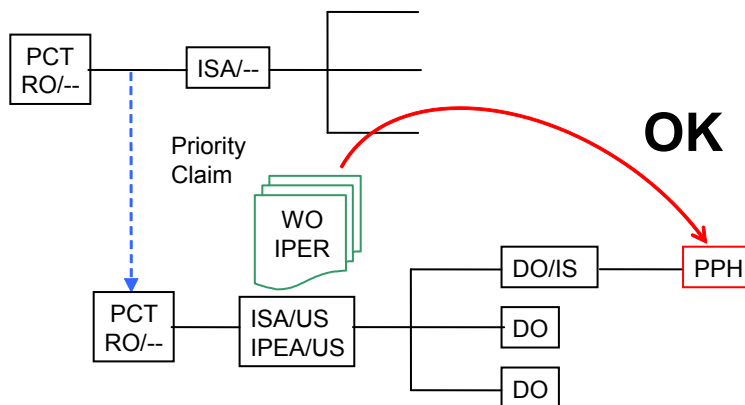 PCT
RO/--
ISA/--
OK
Priority
Claim
WO
IPER
DO/IS
PPH
PCT
RO/--
ISA/US
IPEA/US
DO
DO